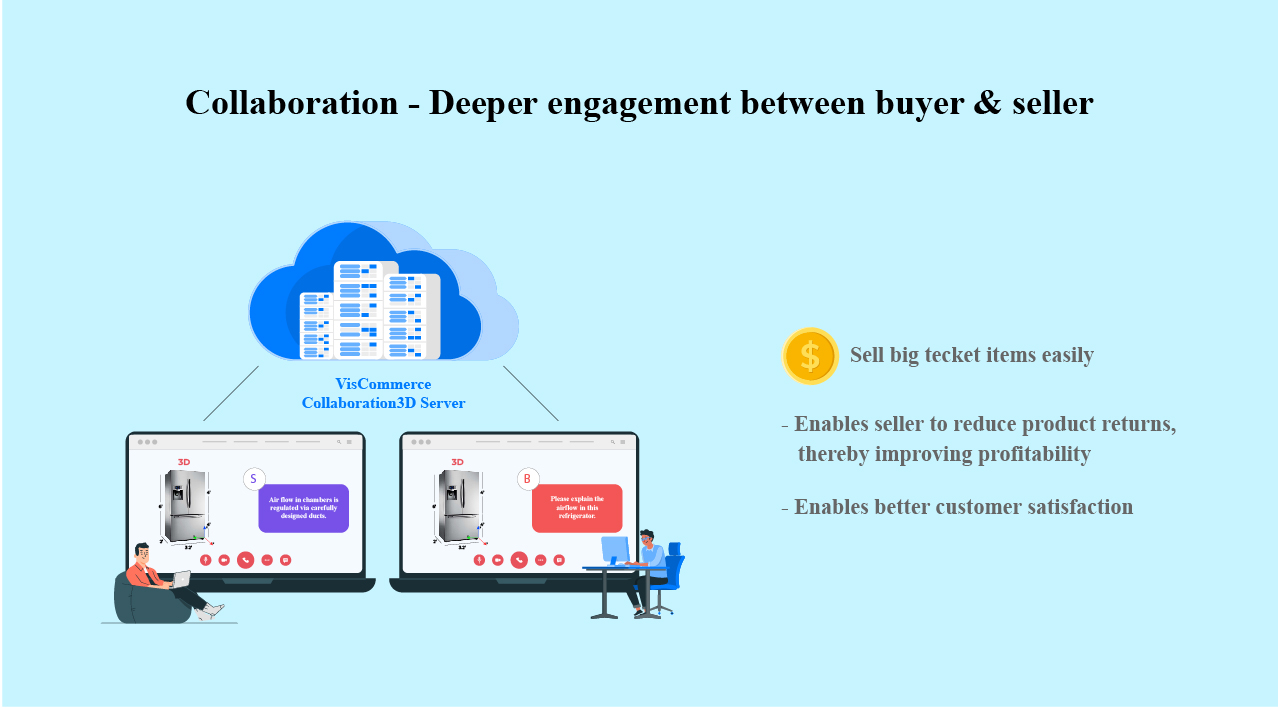 Collaboration - Deeper engagement between buyer & seller
VisCommerce
Collaboration3D Server
3D
S
Air flow in chambers is
regulated via carefully
designed ducts.
3D
B
Please explain the
airflow in this
refrigerator.
$
Sell big tecket items easily
- Enables seller to reduce product returns,
thereby improving profitability
- Enables better customer satisfaction